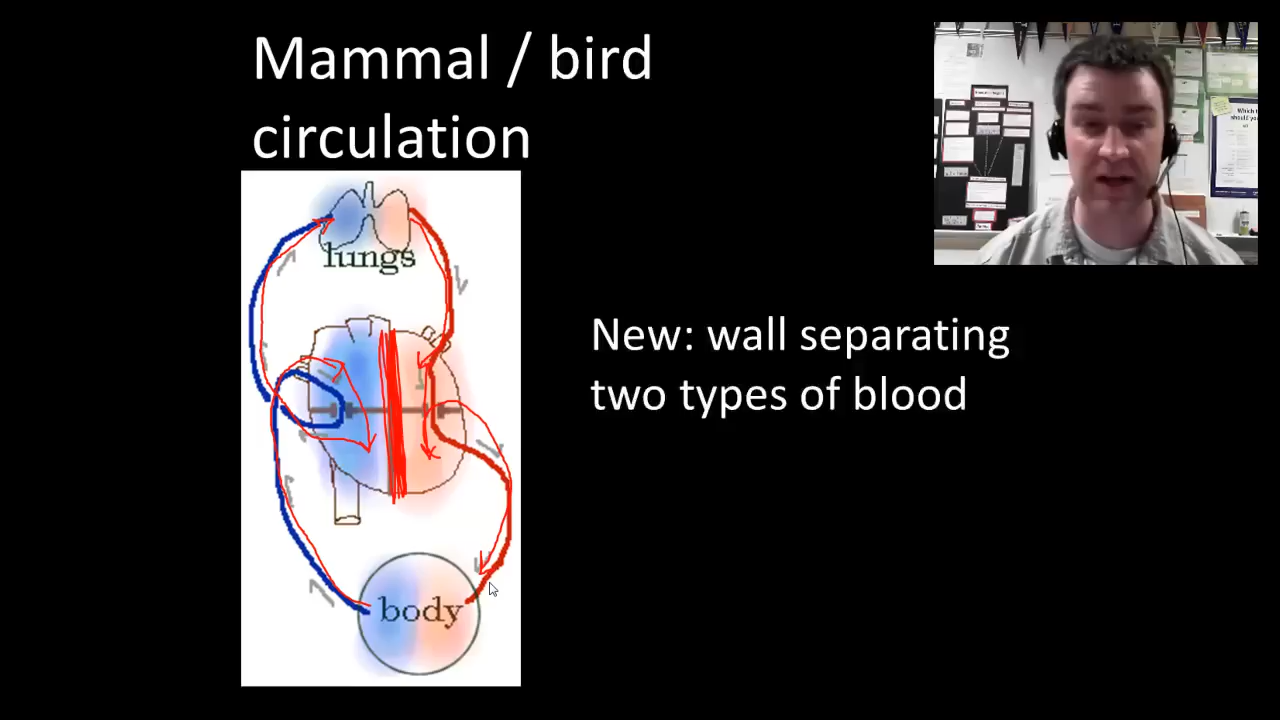 Mammal / bird
circulation
lungs
New: wall separating
two types of blood
body